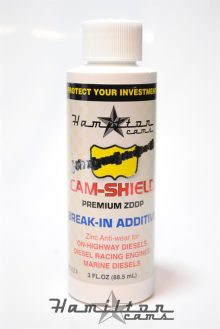 PROTECT YOUR INVESTMENT
Hamilton
cams
CAM-SHIELD
PREMIUM ZDDP
BREAK-IN ADDITIV
Zinc Anti-wear for
ON-HIGHWAY DIESELS
DIESEL RACING ENGINES
MARINE DIESELS
3 FL.OZ (88.5 mL)
Hamilton
cams